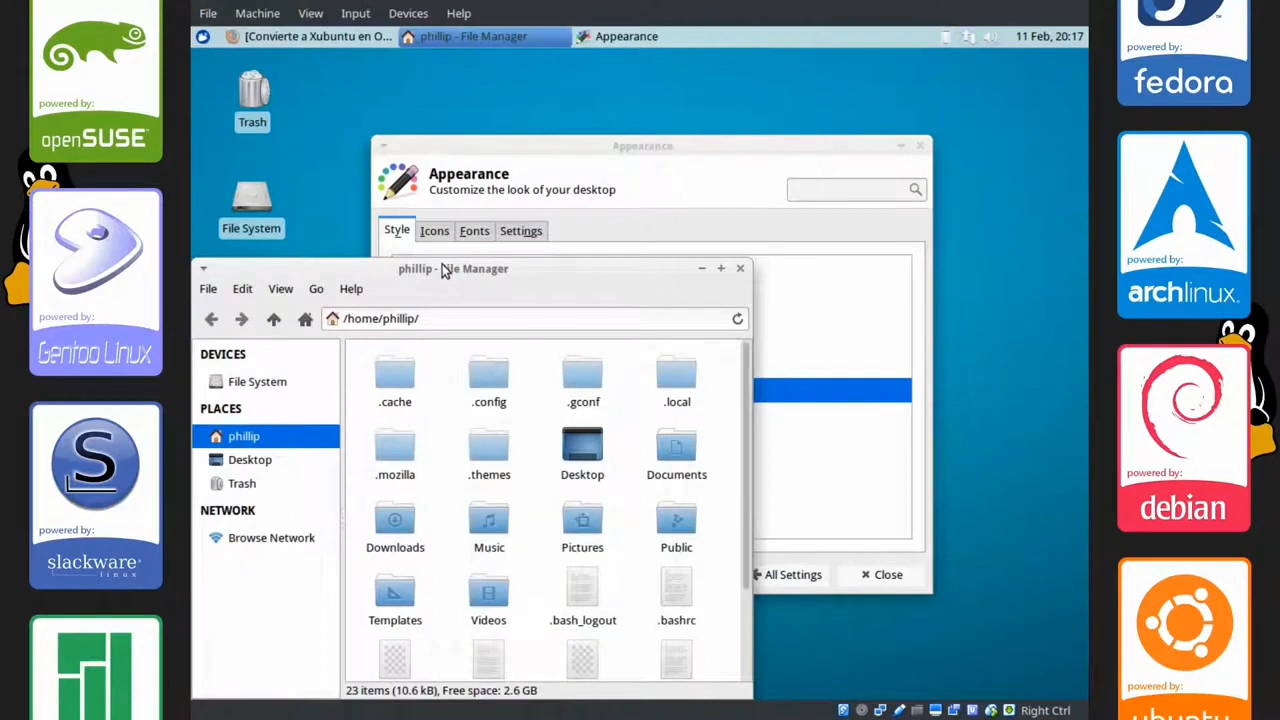 File Machine View Input Devices Help
[Convierte a Xubuntu en O... phillip - File Manager Appearance 11 Feb, 20:17
Trash
File System
Appearance
Appearance
Customize the look of your desktop
Style Icons Fonts Settings
phillip - File Manager
File Edit View Go Help
/home/phillip/
DEVICES
File System
PLACES
phillip
Desktop
Trash
NETWORK
Browse Network
.cache .config .gconf .local
.mozilla .themes Desktop Documents
Downloads Music Pictures Public
Templates Videos .bash_logout .bashrc
23 items (10.6 kB), Free space: 2.6 GB
All Settings Close
Right Ctrl
powered by:
openSUSE
powered by:
Gentoo Linux
powered by:
slackware
linux
powered by:
fedora
powered by:
archlinux
powered by:
debian
powered by:
ubuntu